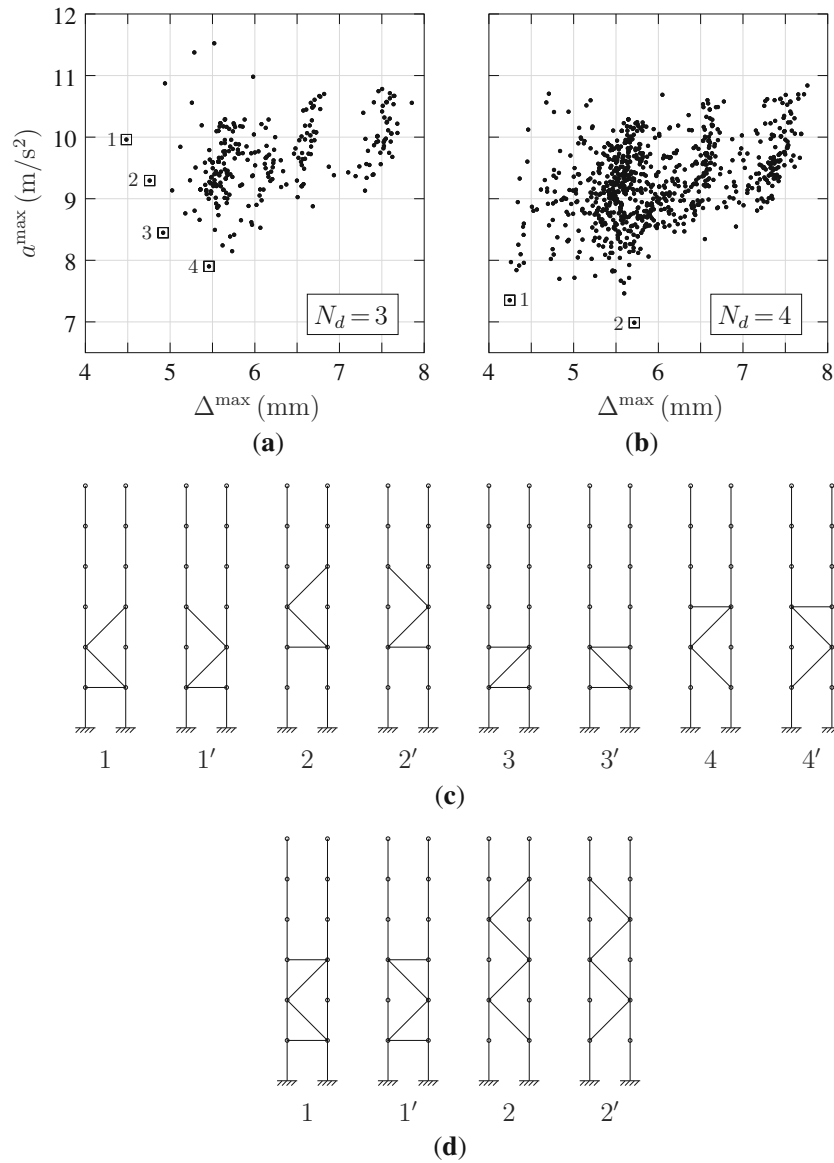 12
11
10
9
8
7
a^max (m/s²)
1
2
3
4
N_d = 3
4 5 6 7 8
Δ^max (mm)
(a)
1
2
N_d = 4
4 5 6 7 8
Δ^max (mm)
(b)
1 1′ 2 2′ 3 3′ 4 4′
(c)
1 1′ 2 2′
(d)